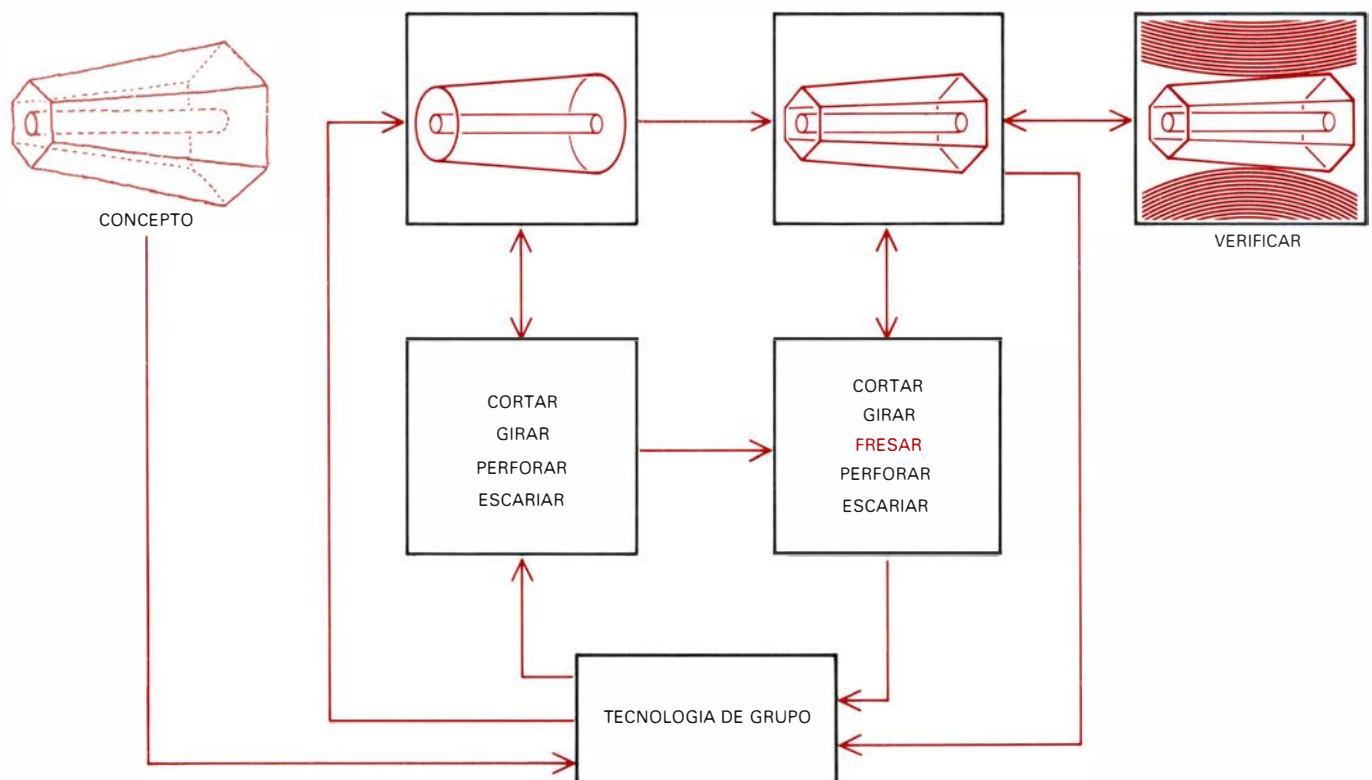 CONCEPTO
VERIFICAR
CORTAR
GIRAR
PERFORAR
ESCARIAR
CORTAR
GIRAR
FRESAR
PERFORAR
ESCARIAR
TECNOLOGIA DE GRUPO